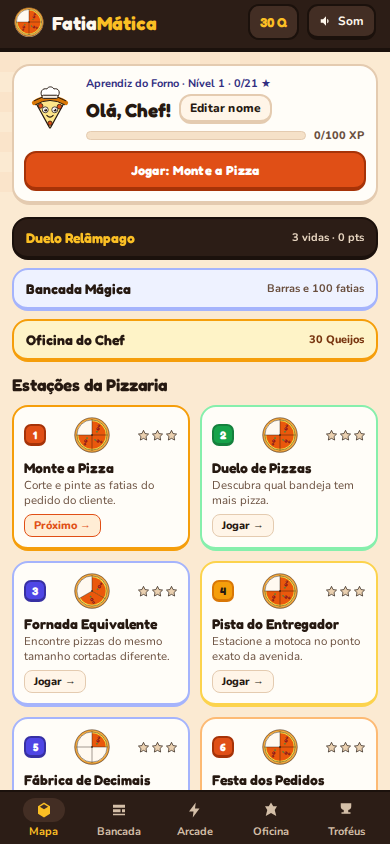 FatiaMática
30 Q
Som
Aprendiz do Forno · Nível 1 · 0/21 ★
Olá, Chef!
Editar nome
0/100 XP
Jogar: Monte a Pizza
Duelo Relâmpago
3 vidas · 0 pts
Bancada Mágica
Barras e 100 fatias
Oficina do Chef
30 Queijos
Estações da Pizzaria
1
Monte a Pizza
Corte e pinte as fatias do
pedido do cliente.
Próximo →
2
Duelo de Pizzas
Descubra qual bandeja tem
mais pizza.
Jogar →
3
Fornada Equivalente
Encontre pizzas do mesmo
tamanho cortadas diferente.
Jogar →
4
Pista do Entregador
Estacione a motoca no ponto
exato da avenida.
Jogar →
5
Fábrica de Decimais
6
Festa dos Pedidos
Mapa
Bancada
Arcade
Oficina
Troféus